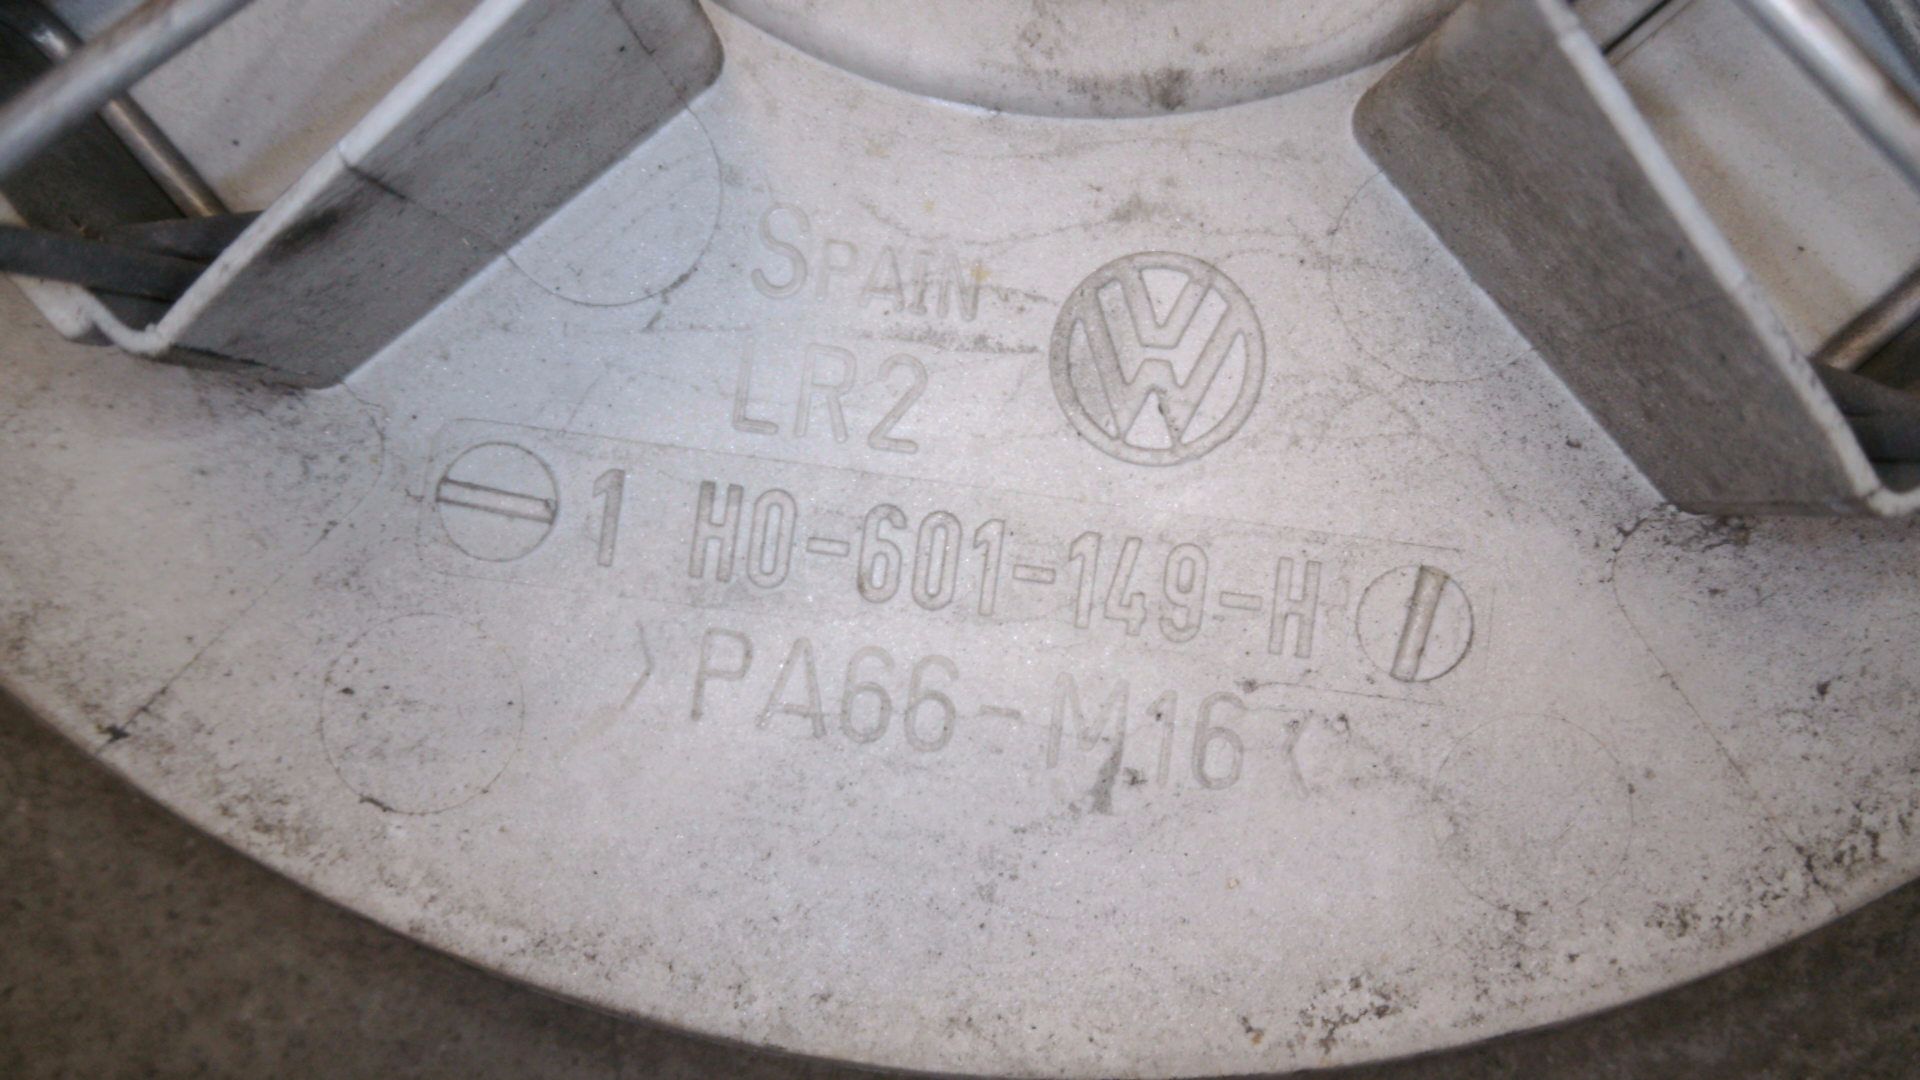 SPAIN
LR2
1 H0-601-149-H
>PA66-M16<